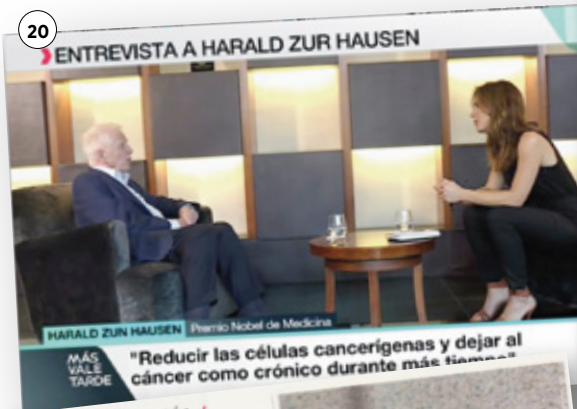 20
ENTREVISTA A HARALD ZUR HAUSEN
HARALD ZUN HAUSEN Premio Nobel de Medicina
MÁS
VALE
TARDE
"Reducir las células cancerígenas y dejar al
cáncer como crónico durante más tiempo"